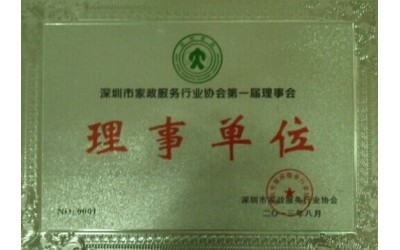 深圳市家政服务行业协会第一届理事会
理事单位
NO:0001
深圳市家政服务行业协会
二〇一二年八月